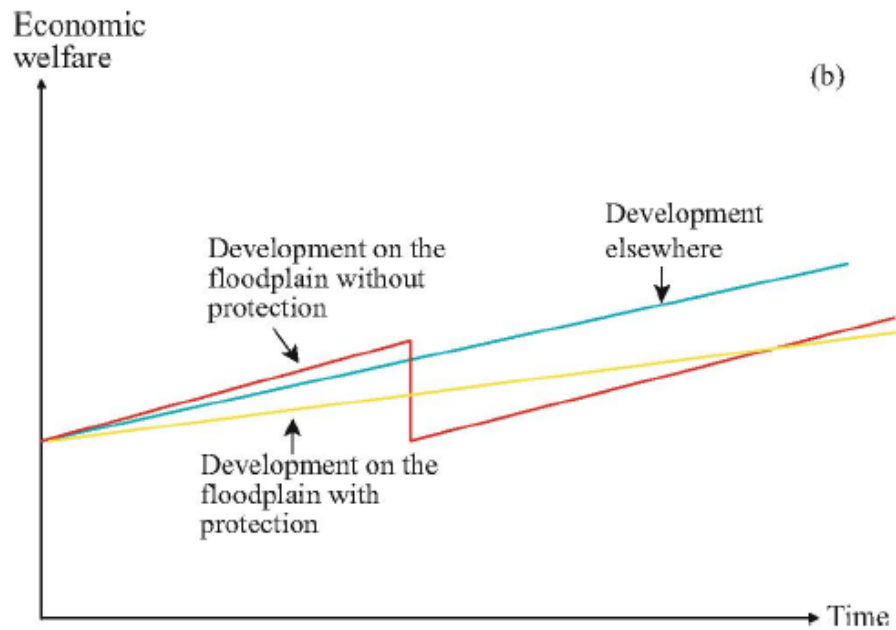 Economic
welfare
(b)
Development
elsewhere
Development on the
floodplain without
protection
Development on the
floodplain with
protection
Time